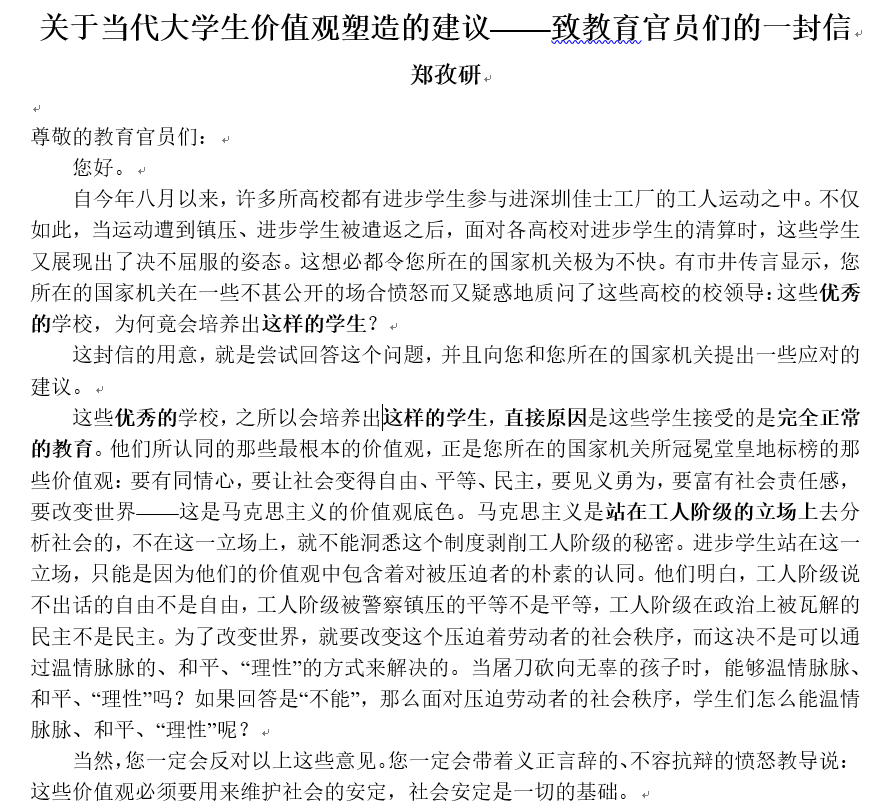 关于当代大学生价值观塑造的建议——致教育官员们的一封信
郑孜研
尊敬的教育官员们：
您好。
自今年八月以来，许多所高校都有进步学生参与进深圳佳士工厂的工人运动之中。不仅
如此，当运动遭到镇压、进步学生被遣返之后，面对各高校对进步学生的清算时，这些学生
又展现出了决不屈服的姿态。这想必都令您所在的国家机关极为不快。有市井传言显示，您
所在的国家机关在一些不甚公开的场合愤怒而又疑惑地质问了这些高校的校领导：这些优秀
的学校，为何竟会培养出这样的学生？
这封信的用意，就是尝试回答这个问题，并且向您和您所在的国家机关提出一些应对的
建议。
这些优秀的学校，之所以会培养出这样的学生，直接原因是这些学生接受的是完全正常
的教育。他们所认同的那些最根本的价值观，正是您所在的国家机关所冠冕堂皇地标榜的那
些价值观：要有同情心，要让社会变得自由、平等、民主，要见义勇为，要富有社会责任感，
要改变世界——这是马克思主义的价值观底色。马克思主义是站在工人阶级的立场上去分
析社会的，不在这一立场上，就不能洞悉这个制度剥削工人阶级的秘密。进步学生站在这一
立场，只能是因为他们的价值观中包含着对被压迫者的朴素的认同。他们明白，工人阶级说
不出话的自由不是自由，工人阶级被警察镇压的平等不是平等，工人阶级在政治上被瓦解的
民主不是民主。为了改变世界，就要改变这个压迫着劳动者的社会秩序，而这决不是可以通
过温情脉脉的、和平、“理性”的方式来解决的。当屠刀砍向无辜的孩子时，能够温情脉脉、
和平、“理性”吗？如果回答是“不能”，那么面对压迫劳动者的社会秩序，学生们怎么能温情
脉脉、和平、“理性”呢？
当然，您一定会反对以上这些意见。您一定会带着义正言辞的、不容抗辩的愤怒教导说：
这些价值观必须要用来维护社会的安定，社会安定是一切的基础。